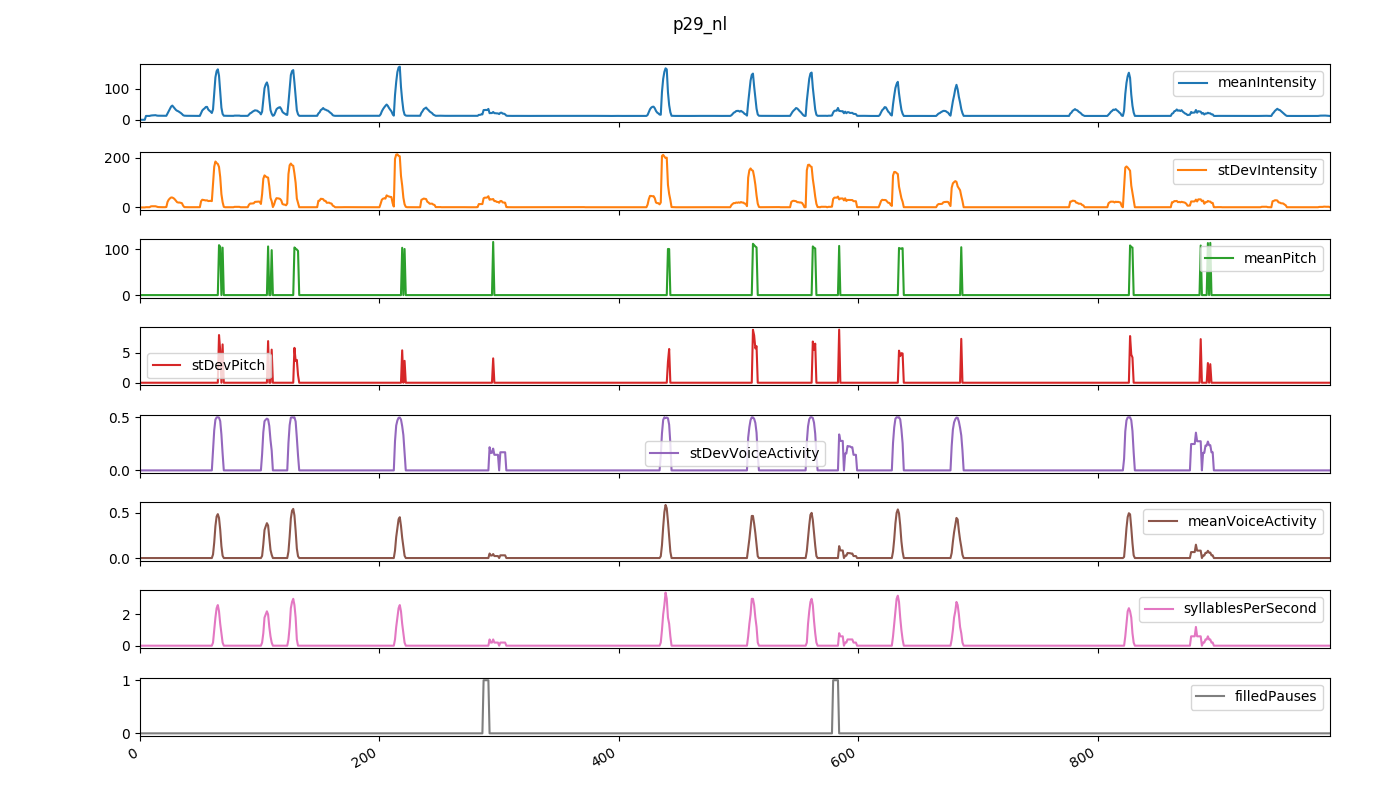 p29_nl
100
0
meanIntensity
200
0
stDevIntensity
100
0
meanPitch
5
0
stDevPitch
0.5
0.0
stDevVoiceActivity
0.5
0.0
meanVoiceActivity
2
0
syllablesPerSecond
1
0
filledPauses
0
200
400
600
800